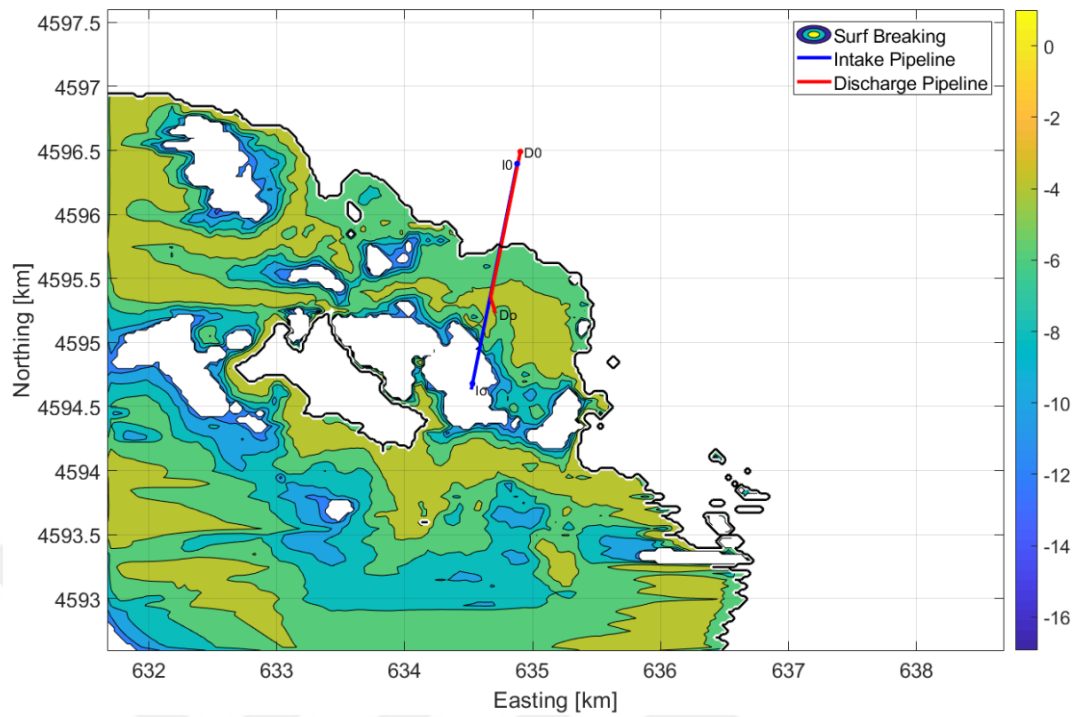 4597.5
4597
4596.5
4596
4595.5
4595
4594.5
4594
4593.5
4593
Northing [km]
632
633
634
635
636
637
638
Easting [km]
Surf Breaking
Intake Pipeline
Discharge Pipeline
D0
I0
Do
Io
0
-2
-4
-6
-8
-10
-12
-14
-16